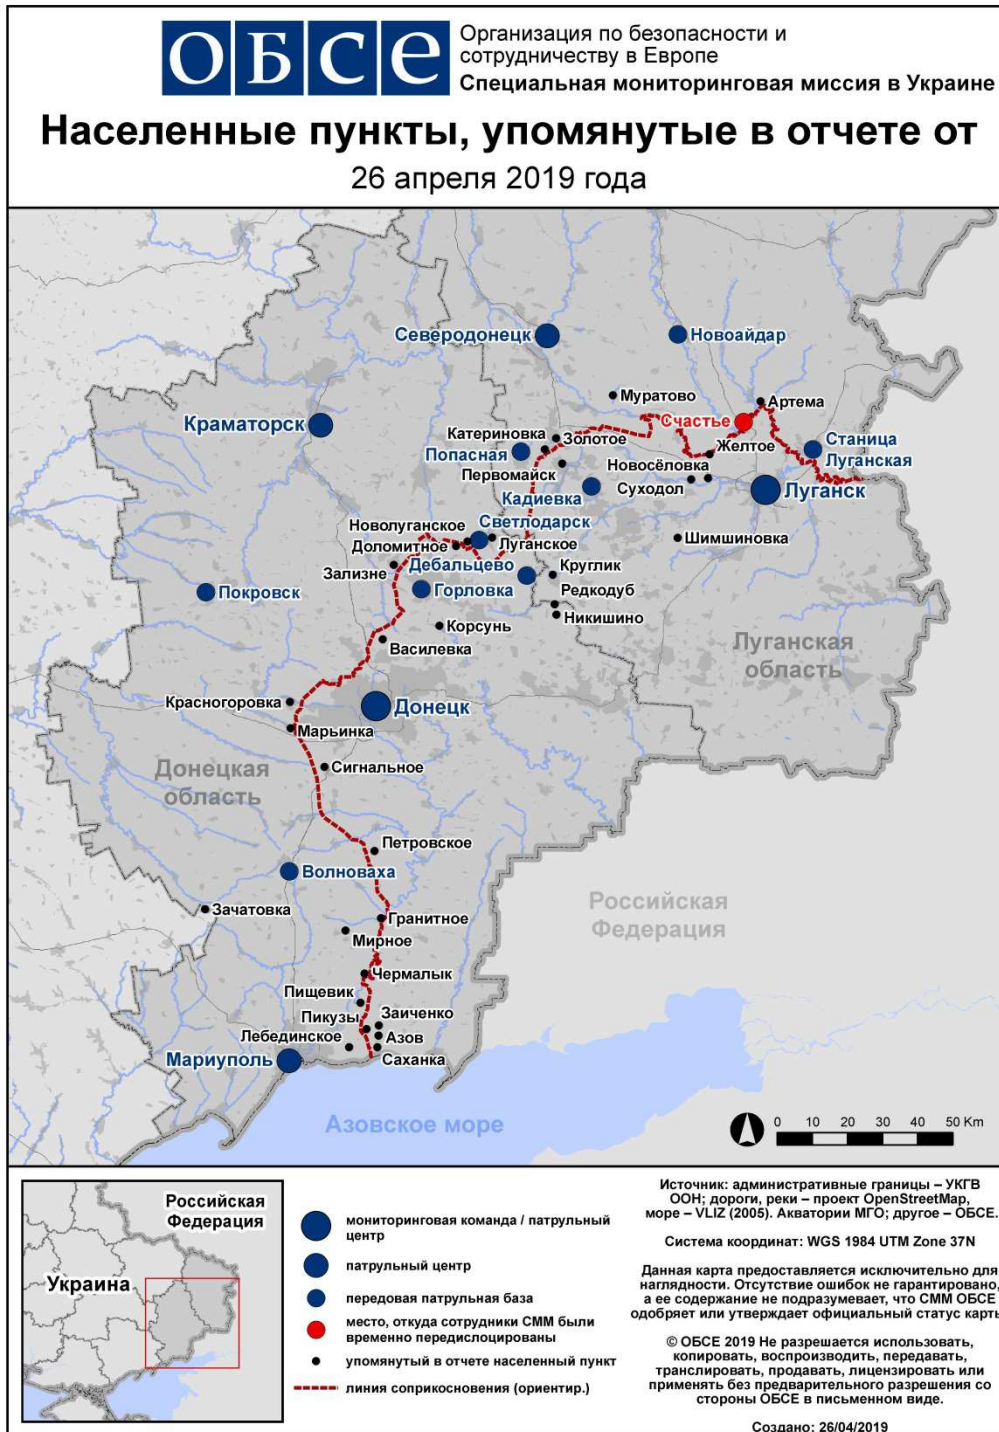 ОБСЕ
Организация по безопасности и
сотрудничеству в Европе
Специальная мониторинговая миссия в Украине
Населенные пункты, упомянутые в отчете от
26 апреля 2019 года
Северодонецк
Новоайдар
Муратово
Артема
Счастье
Краматорск
Катериновка
Золотое
Станица
Луганская
Попасная
Желтое
Первомайск
Новосёловка
Кадиевка
Суходол
Луганск
Новолуганское
Светлодарск
Доломитное
Луганское
Шимшиновка
Зализне
Дебальцево
Круглик
Покровск
Горловка
Редкодуб
Никишино
Корсунь
Василевка
Луганская
область
Красногоровка
Донецк
Марьинка
Донецкая
область
Сигнальное
Петровское
Волноваха
Зачатовка
Гранитное
Российская
Федерация
Мирное
Чермалык
Пищевик
Пикузы
Заиченко
Лебединское
Азов
Мариуполь
Саханка
Азовское море
0 10 20 30 40 50 Km
Российская
Федерация
Украина
мониторинговая команда / патрульный
центр
патрульный центр
передовая патрульная база
место, откуда сотрудники СММ были
временно передислоцированы
упомянутый в отчете населенный пункт
линия соприкосновения (ориентир.)
Источник: административные границы – УКГВ
ООН; дороги, реки – проект OpenStreetMap,
море – VLIZ (2005). Акватории МГО; другое – ОБСЕ.
Система координат: WGS 1984 UTM Zone 37N
Данная карта предоставляется исключительно для
наглядности. Отсутствие ошибок не гарантировано,
а ее содержание не подразумевает, что СММ ОБСЕ
одобряет или утверждает официальный статус карты.
© ОБСЕ 2019 Не разрешается использовать,
копировать, воспроизводить, передавать,
транслировать, продавать, лицензировать или
применять без предварительного разрешения со
стороны ОБСЕ в письменном виде.
Создано: 26/04/2019